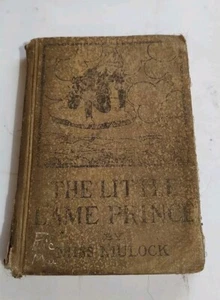 THE LITTLE
LAME PRINCE
BY
MISS MULOCK